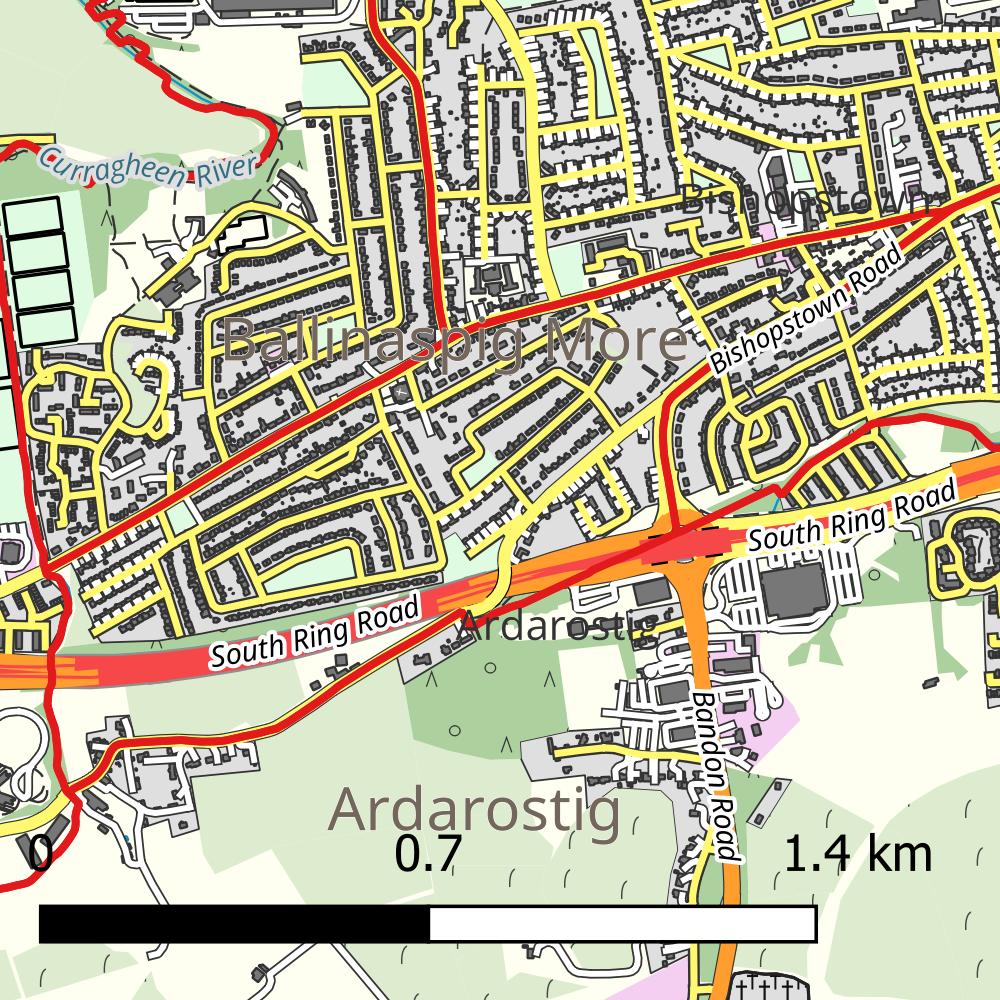 Curragheen River
Bishopstown
Bishopstown Road
Ballinaspig More
South Ring Road
South Ring Road
Ardarostig
Bandon Road
Ardarostig
0 0.7 1.4 km